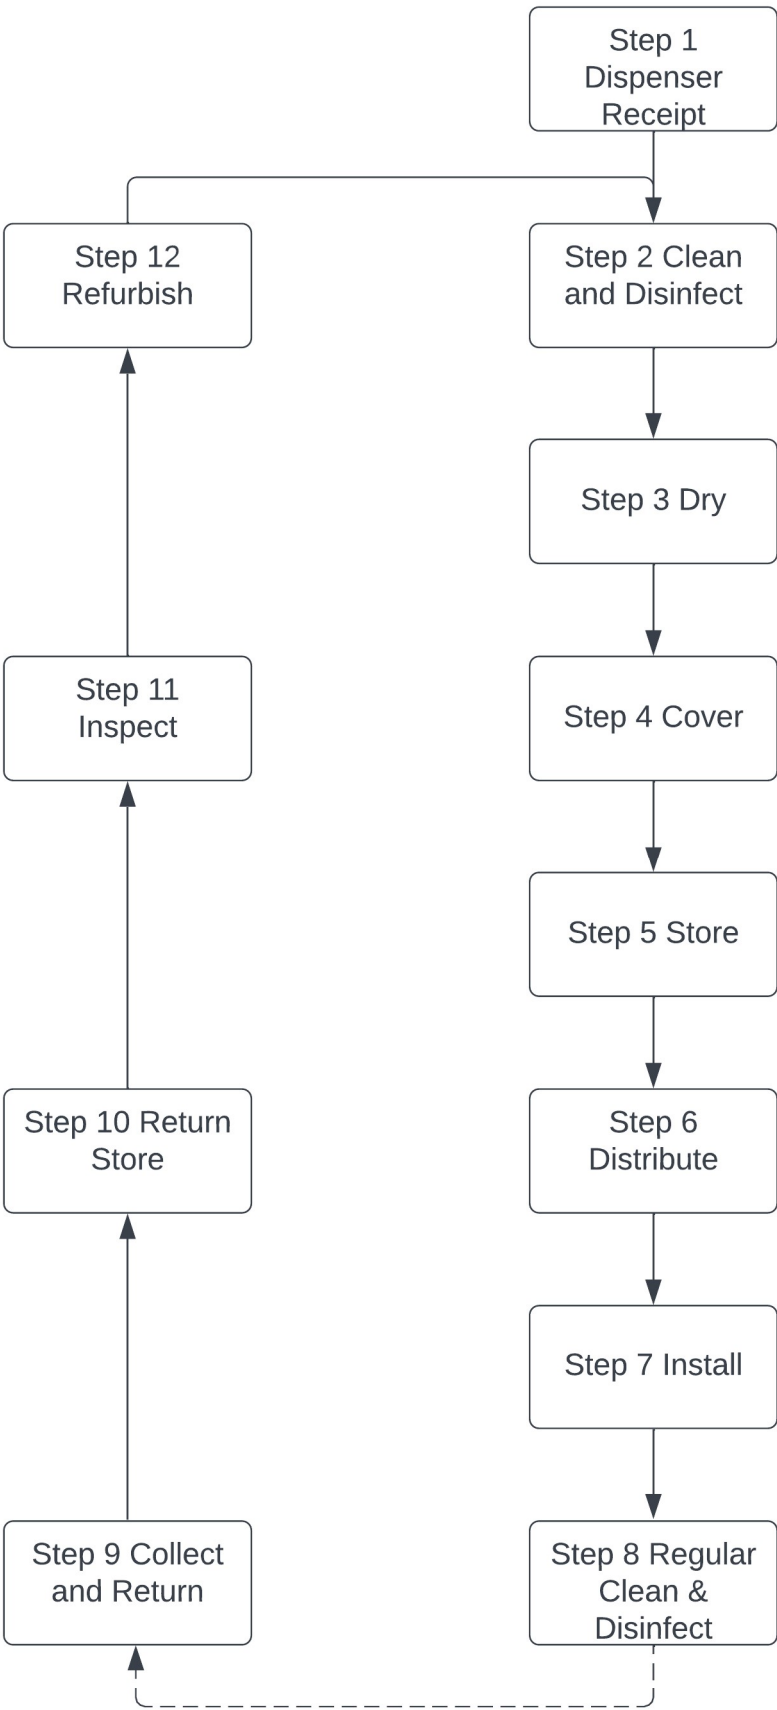 Step 1
Dispenser
Receipt
Step 2 Clean
and Disinfect
Step 3 Dry
Step 4 Cover
Step 5 Store
Step 6
Distribute
Step 7 Install
Step 8 Regular
Clean &
Disinfect
Step 9 Collect
and Return
Step 10 Return
Store
Step 11
Inspect
Step 12
Refurbish